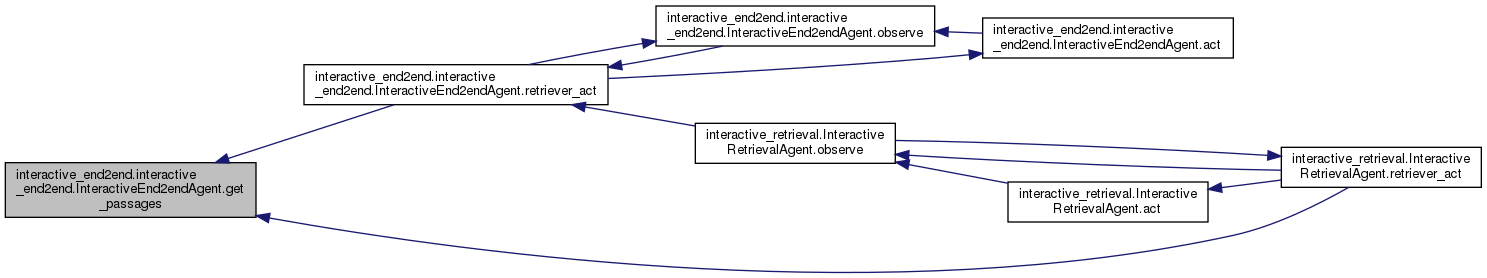 interactive_end2end.interactive
_end2end.InteractiveEnd2endAgent.get
_passages
interactive_end2end.interactive
_end2end.InteractiveEnd2endAgent.retriever_act
interactive_end2end.interactive
_end2end.InteractiveEnd2endAgent.observe
interactive_end2end.interactive
_end2end.InteractiveEnd2endAgent.act
interactive_retrieval.Interactive
RetrievalAgent.observe
interactive_retrieval.Interactive
RetrievalAgent.act
interactive_retrieval.Interactive
RetrievalAgent.retriever_act